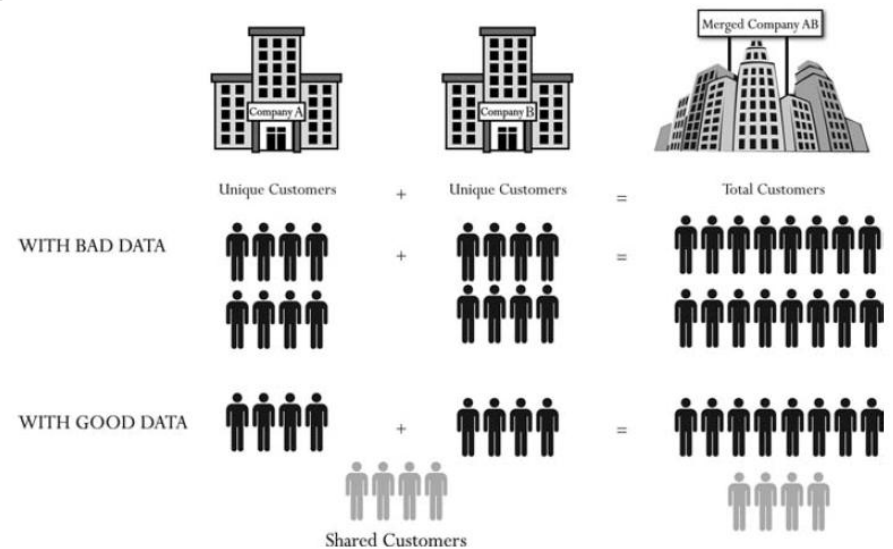 Merged Company AB
Company A
Company B
Unique Customers + Unique Customers = Total Customers
WITH BAD DATA + =
WITH GOOD DATA + =
Shared Customers